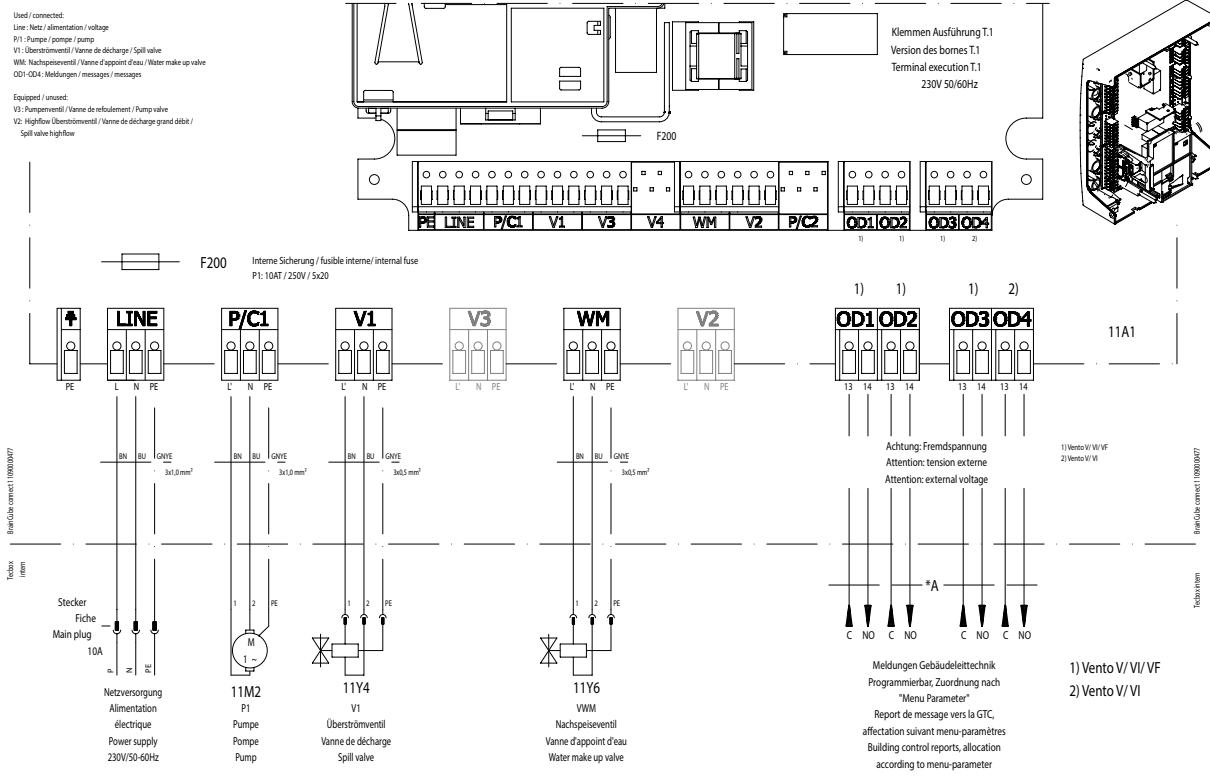 Used / connected:
Line : Netz / alimentation / voltage
P/1 : Pumpe / pompe / pump
V1 : Überströmventil / Vanne de décharge / Spill valve
WM: Nachspeiseventil / Vanne d'appoint d'eau / Water make up valve
OD1-OD4 : Meldungen / messages / messages
Equipped / unused:
V3 : Pumpenventil / Vanne de refoulement / Pump valve
V2: Highflow Überströmventil / Vanne de décharge grand débit /
Spill valve highflow
Klemmen Ausführung T.1
Version des bornes T.1
Terminal execution T.1
230V 50/60Hz
F200
PE LINE P/C1 V1 V3 V4 WM V2 P/C2 OD1 OD2 OD3 OD4
1) 1) 1) 2)
F200
Interne Sicherung / fusible interne/ internal fuse
P1: 10AT / 250V / 5x20
1) 1) 1) 2)
LINE P/C1 V1 V3 WM V2 OD1 OD2 OD3 OD4
11A1
PE L N PE L' N PE L' N PE L' N PE L' N PE L' N PE 13 14 13 14 13 14 13 14
BN BU GNYE BN BU GNYE BN BU GNYE BN BU GNYE
3x1,0 mm² 3x1,0 mm² 3x0,5 mm² 3x0,5 mm²
Achtung: Fremdspannung
Attention: tension externe
Attention: external voltage
1) Vento V/ VI/ VF
2) Vento V/ VI
BrainCube connect 11090000477
BrainCube connect 11090000477
Tecbox
intern
Tecbox intern
*A
Stecker
Fiche
Main plug
10A
1 2 PE 1 2 PE 1 2 PE
P N PE
M
1 ~
C NO C NO C NO C NO
Netzversorgung
Alimentation
électrique
Power supply
230V/50-60Hz
11M2
P1
Pumpe
Pompe
Pump
11Y4
V1
Überströmventil
Vanne de décharge
Spill valve
11Y6
VWM
Nachspeiseventil
Vanne d'appoint d'eau
Water make up valve
Meldungen Gebäudeleittechnik
Programmierbar, Zuordnung nach
"Menu Parameter"
Report de message vers la GTC,
affectation suivant menu-paramètres
Building control reports, allocation
according to menu-parameter
1) Vento V/ VI/ VF
2) Vento V/ VI